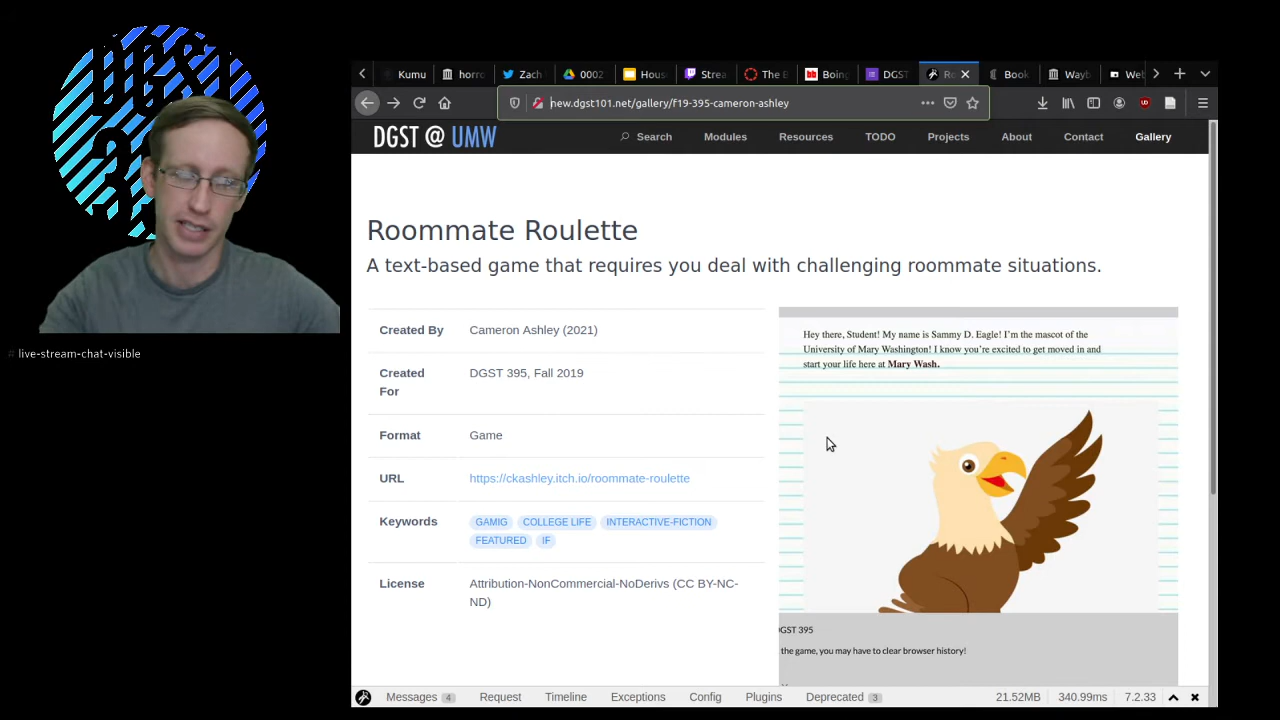 Kumu
horro
Zach
0002
Hous
Strea
The B
Boing
DGST
Ro
Book
Wayb
Web
new.dgst101.net/gallery/f19-395-cameron-ashley
DGST @ UMW
Search
Modules
Resources
TODO
Projects
About
Contact
Gallery
Roommate Roulette
A text-based game that requires you deal with challenging roommate situations.
Created By
Cameron Ashley (2021)
Created
For
DGST 395, Fall 2019
Format
Game
URL
https://ckashley.itch.io/roommate-roulette
Keywords
GAMIG COLLEGE LIFE INTERACTIVE-FICTION
FEATURED IF
License
Attribution-NonCommercial-NoDerivs (CC BY-NC-
ND)
Hey there, Student! My name is Sammy D. Eagle! I'm the mascot of the
University of Mary Washington! I know you're excited to get moved in and
start your life here at Mary Wash.
DGST 395
the game, you may have to clear browser history!
# live-stream-chat-visible
Messages 4
Request
Timeline
Exceptions
Config
Plugins
Deprecated 3
21.52MB
340.99ms
7.2.33